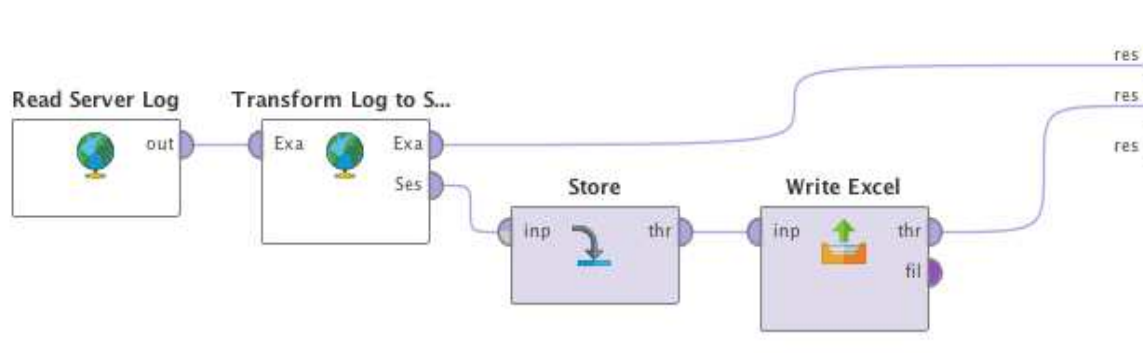 res
res
Read Server Log
Transform Log to S...
out
Exa
Exa
res
Ses
Store
Write Excel
inp
thr
inp
thr
fil